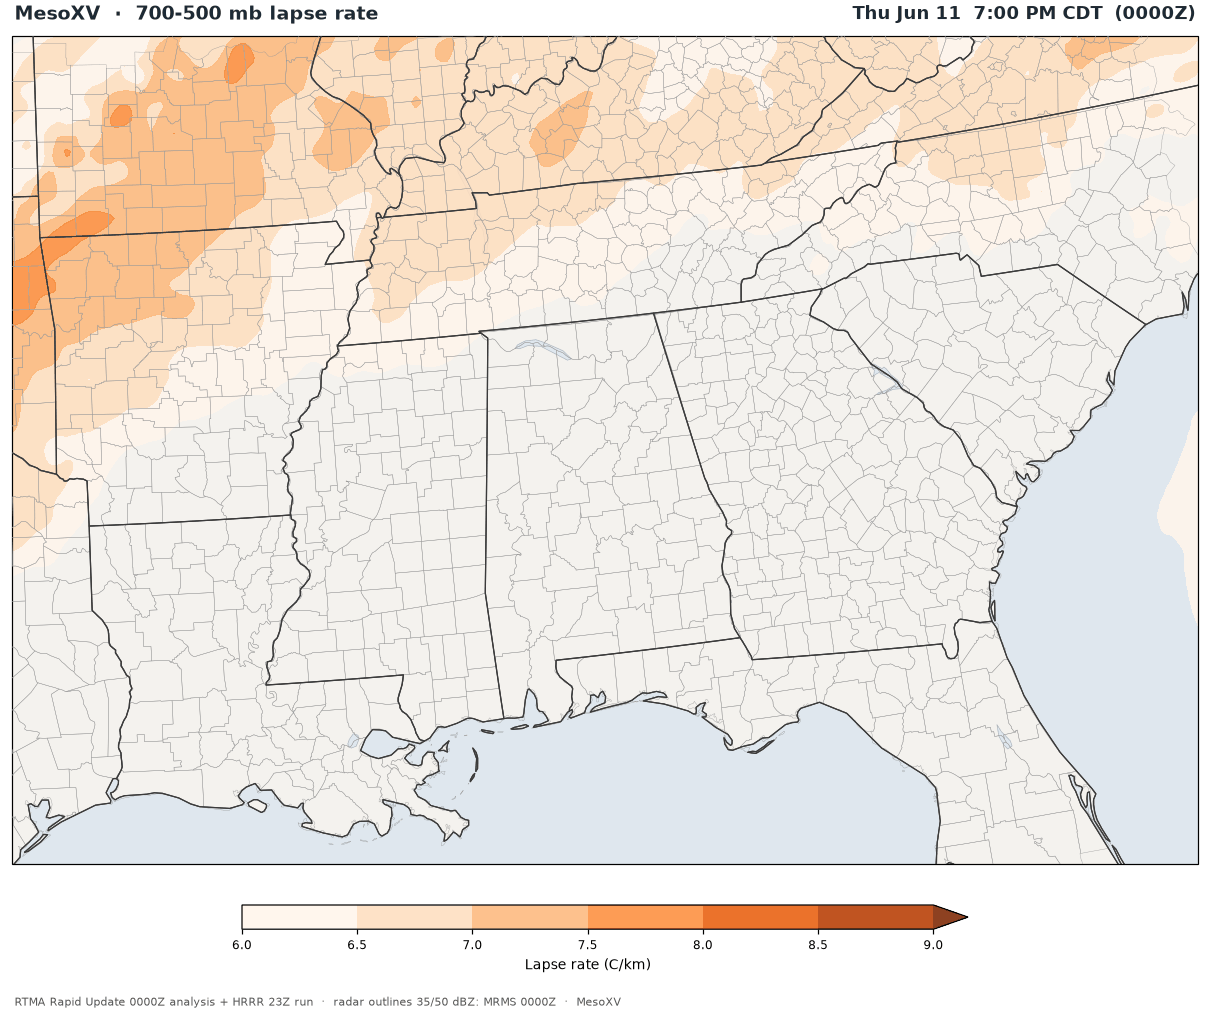 MesoXV · 700-500 mb lapse rate
Thu Jun 11 7:00 PM CDT (0000Z)
6.0 6.5 7.0 7.5 8.0 8.5 9.0
Lapse rate (C/km)
RTMA Rapid Update 0000Z analysis + HRRR 23Z run · radar outlines 35/50 dBZ: MRMS 0000Z · MesoXV